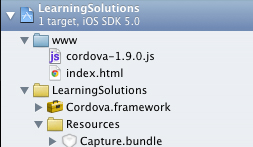 LearningSolutions
1 target, iOS SDK 5.0
www
js cordova-1.9.0.js
index.html
LearningSolutions
Cordova.framework
Resources
Capture.bundle